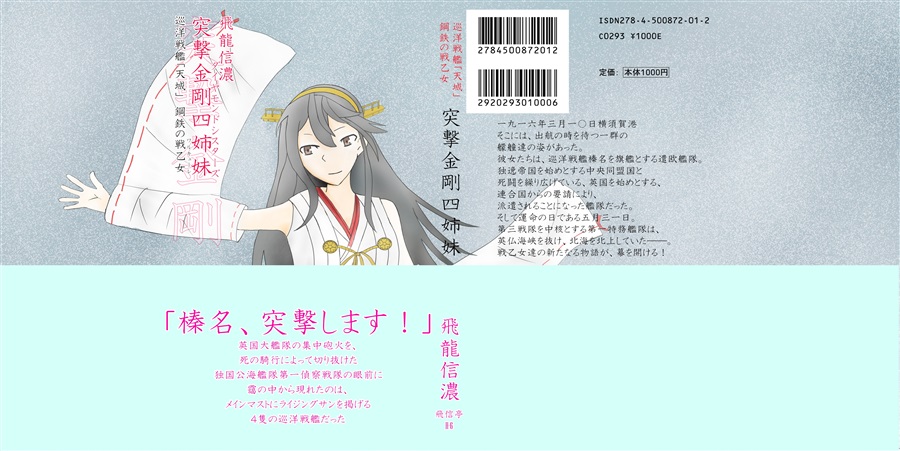 飛龍信濃
突撃金剛四姉妹
ダイヤモンドシスターズ
巡洋戦艦「天城」 鋼鉄の戦乙女
剛
巡洋戦艦「天城」
鋼鉄の戦乙女
突撃金剛四姉妹
2784500872012
2920293010006
ISDN278-4-500872-01-2
C0293 ¥1000E
定価: 本体1000円
一九一六年三月一〇日横須賀港
そこには、出航の時を待つ一群の
艨艟達の姿があった。
彼女たちは、巡洋戦艦榛名を旗艦とする遣欧艦隊。
独逸帝国を始めとする中央同盟国と
死闘を繰り広げている、英国を始めとする、
連合国からの要請により、
派遣されることになった艦隊だった。
そして運命の日である五月三一日。
第三戦隊を中核とする第一特務艦隊は、
英仏海峡を抜け、北海を北上していた――。
戦乙女達の新たなる物語が、幕を開ける!
「榛名、突撃します!」
英国大艦隊の集中砲火を、
死の騎行によって切り抜けた
独国公海艦隊第一偵察戦隊の眼前に
靄の中から現れたのは、
メインマストにライジングサンを掲げる
4隻の巡洋戦艦だった
飛龍信濃
飛信亭